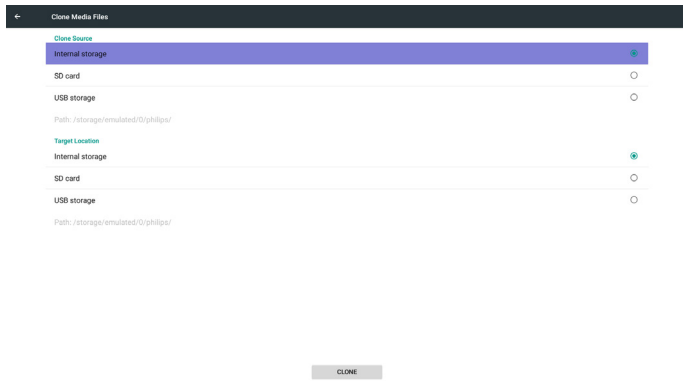 Clone Media Files
Clone Source
Internal storage
SD card
USB storage
Path: /storage/emulated/0/philips/
Target Location
Internal storage
SD card
USB storage
Path: /storage/emulated/0/philips/
CLONE